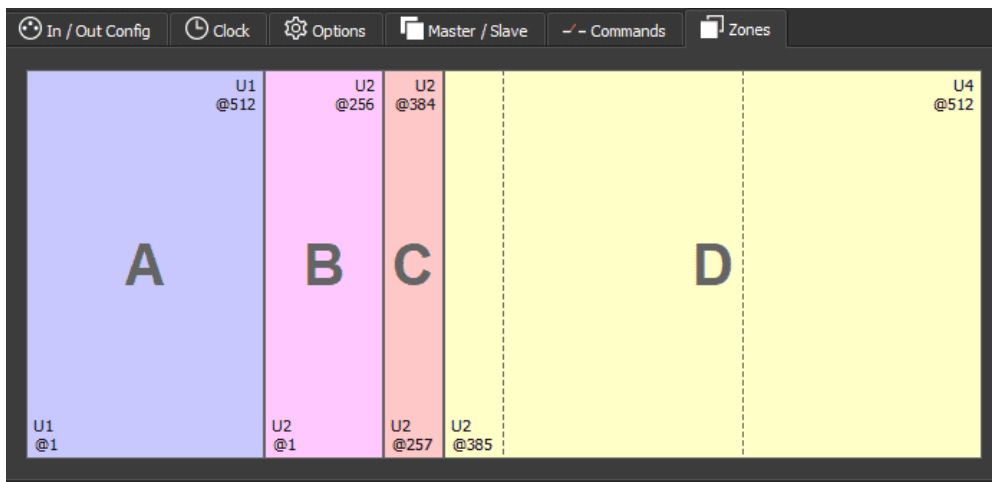 In / Out Config Clock Options Master / Slave Commands Zones
U1 U2 U2 U4
@512 @256 @384 @512
A B C D
U1 U2 U2 U2
@1 @1 @257 @385